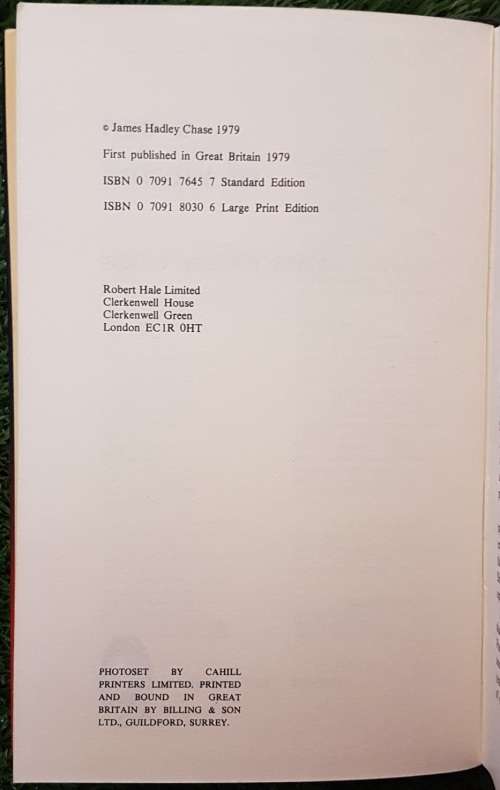 © James Hadley Chase 1979
First published in Great Britain 1979
ISBN 0 7091 7645 7 Standard Edition
ISBN 0 7091 8030 6 Large Print Edition
Robert Hale Limited
Clerkenwell House
Clerkenwell Green
London EC1R 0HT
PHOTOSET BY CAHILL
PRINTERS LIMITED. PRINTED
AND BOUND IN GREAT
BRITAIN BY BILLING & SON
LTD., GUILDFORD, SURREY.